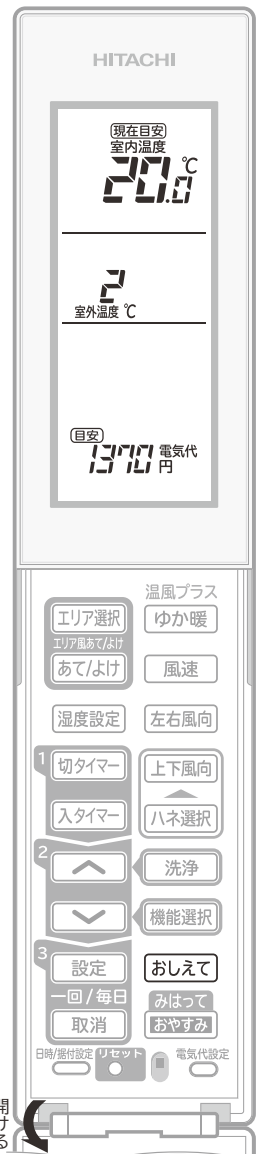 HITACHI
現在目安
室内温度
20.0℃
2
室外温度 ℃
目安
1370 電気代
円
温風プラス
エリア選択 ゆか暖
エリア風あて/よけ
あて/よけ 風速
湿度設定 左右風向
1 切タイマー 上下風向
入タイマー ハネ選択
2 洗浄
機能選択
3 設定 おしえて
一回/毎日 みはって
取消 おやすみ
日時/据付設定 リセット 電気代設定
開
ける